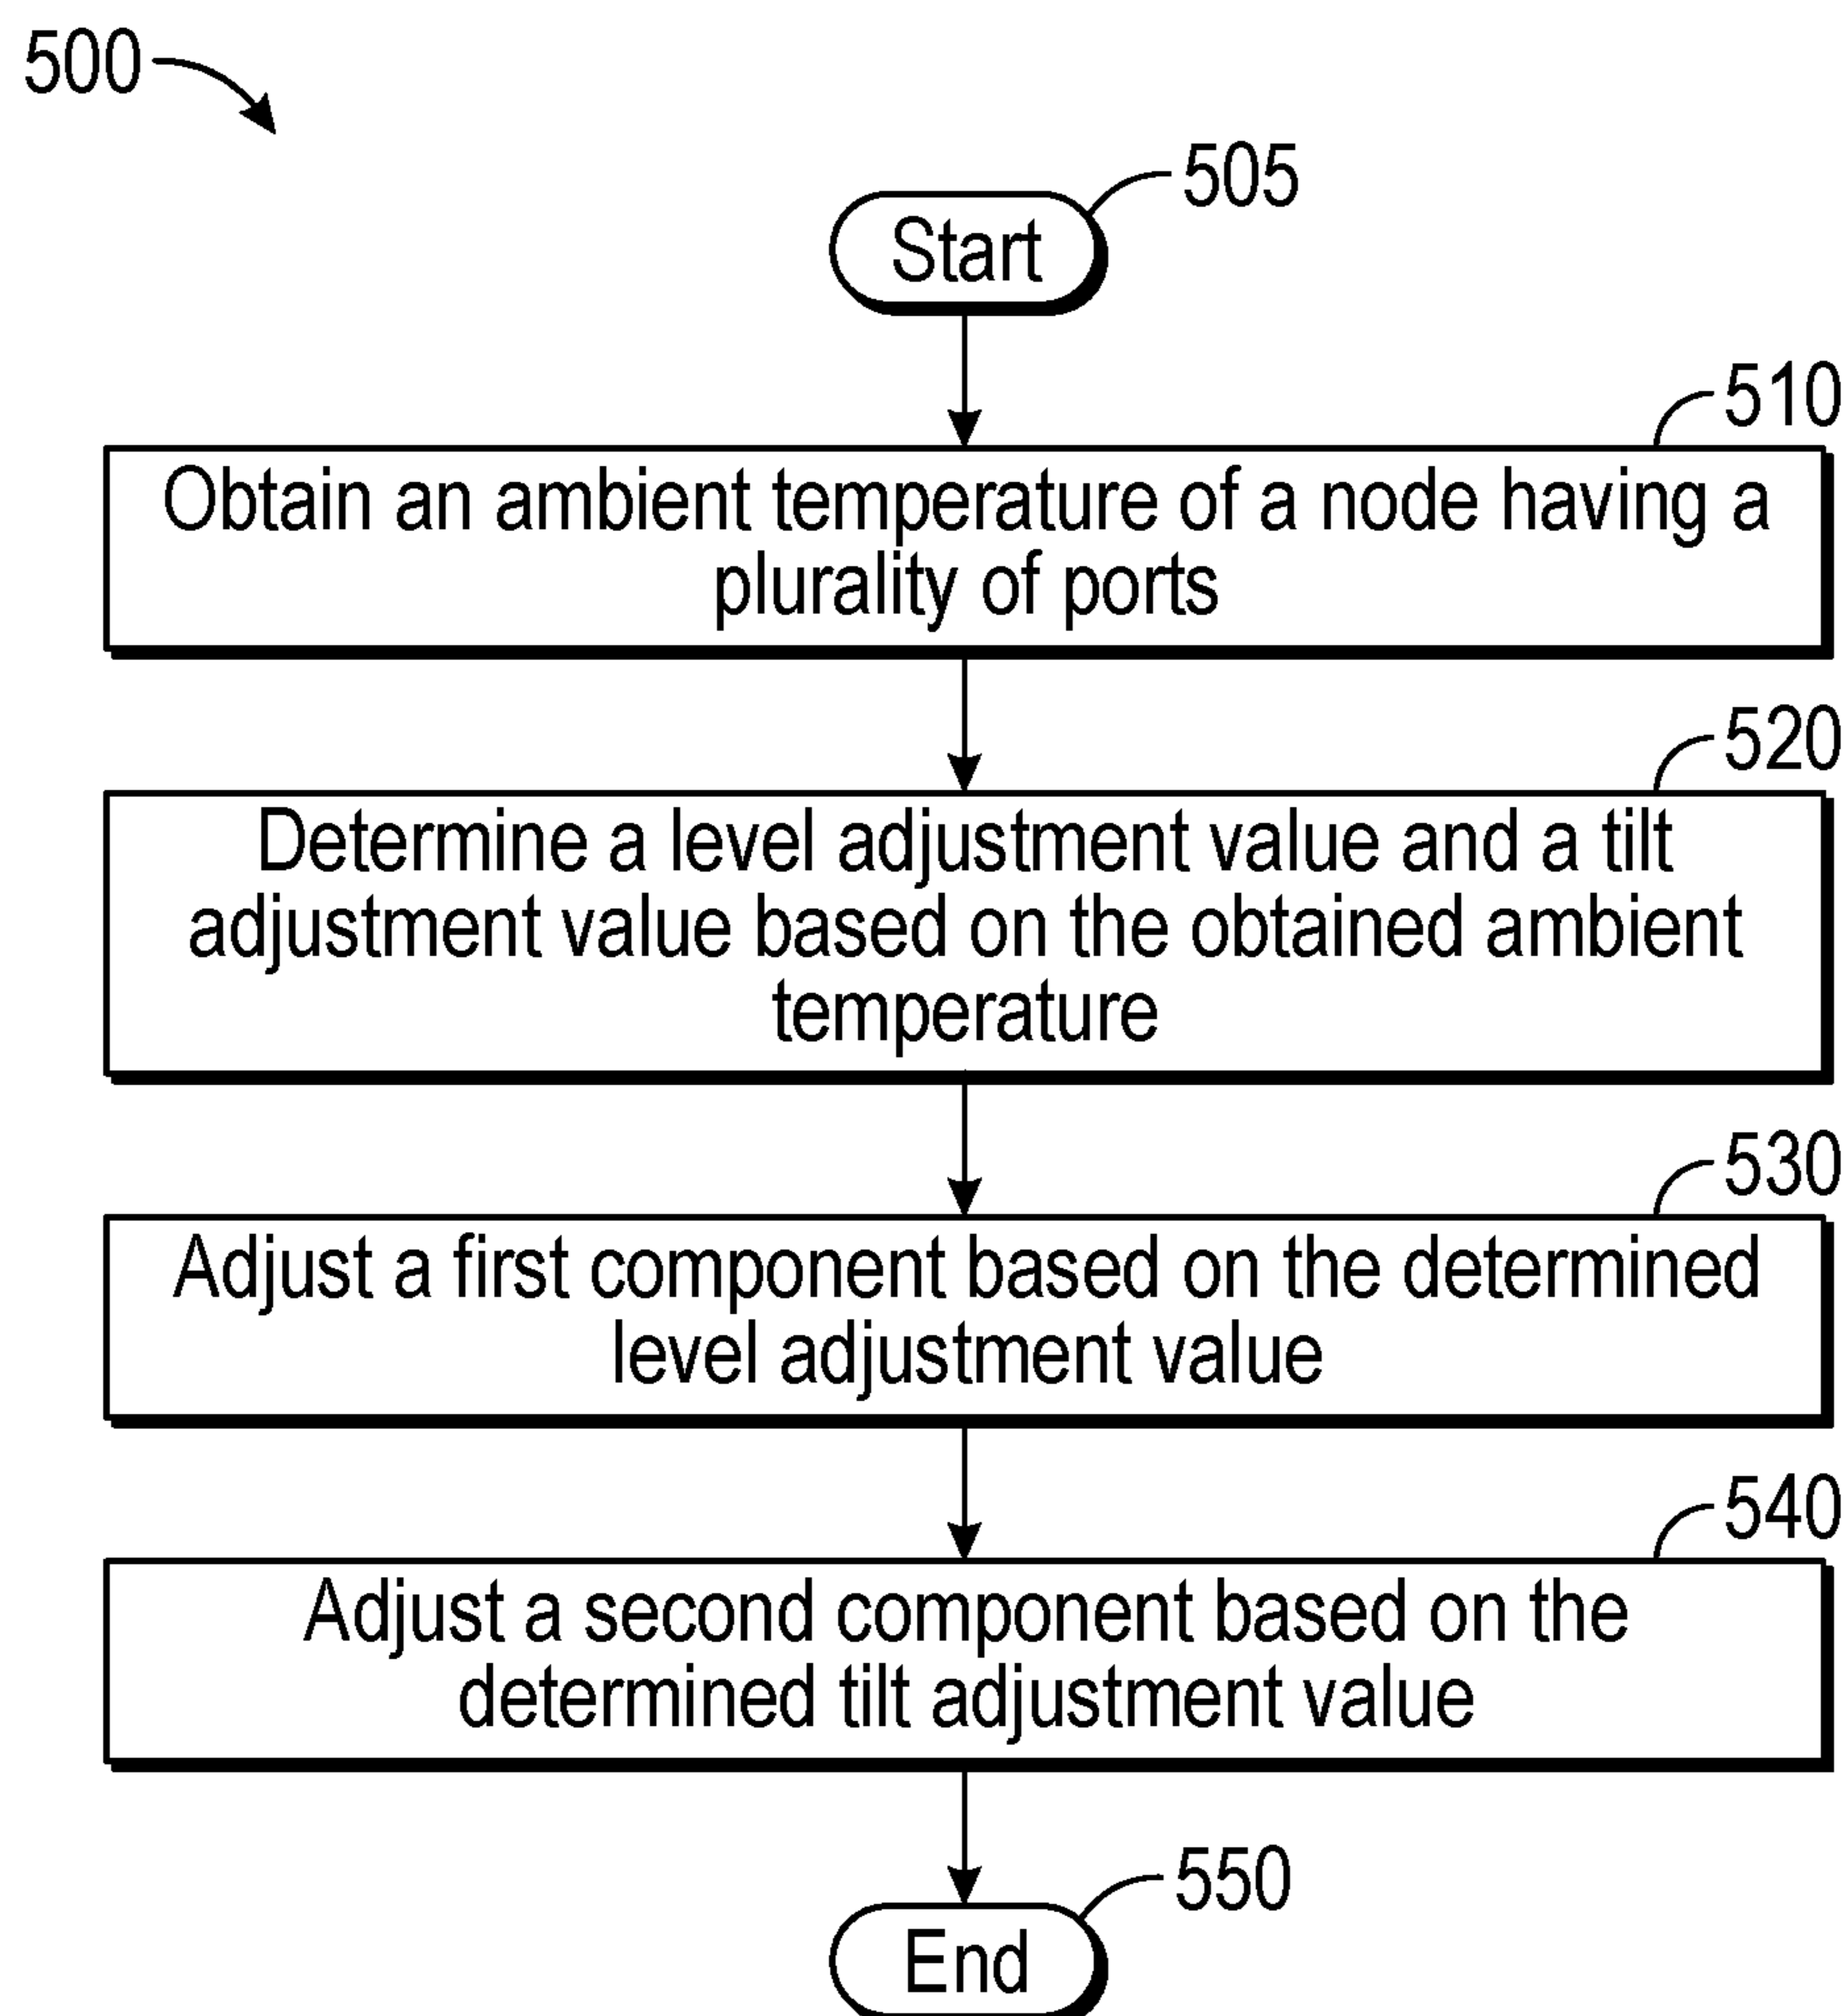 500
505
Start
510
Obtain an ambient temperature of a node having a
plurality of ports
520
Determine a level adjustment value and a tilt
adjustment value based on the obtained ambient
temperature
530
Adjust a first component based on the determined
level adjustment value
540
Adjust a second component based on the
determined tilt adjustment value
550
End